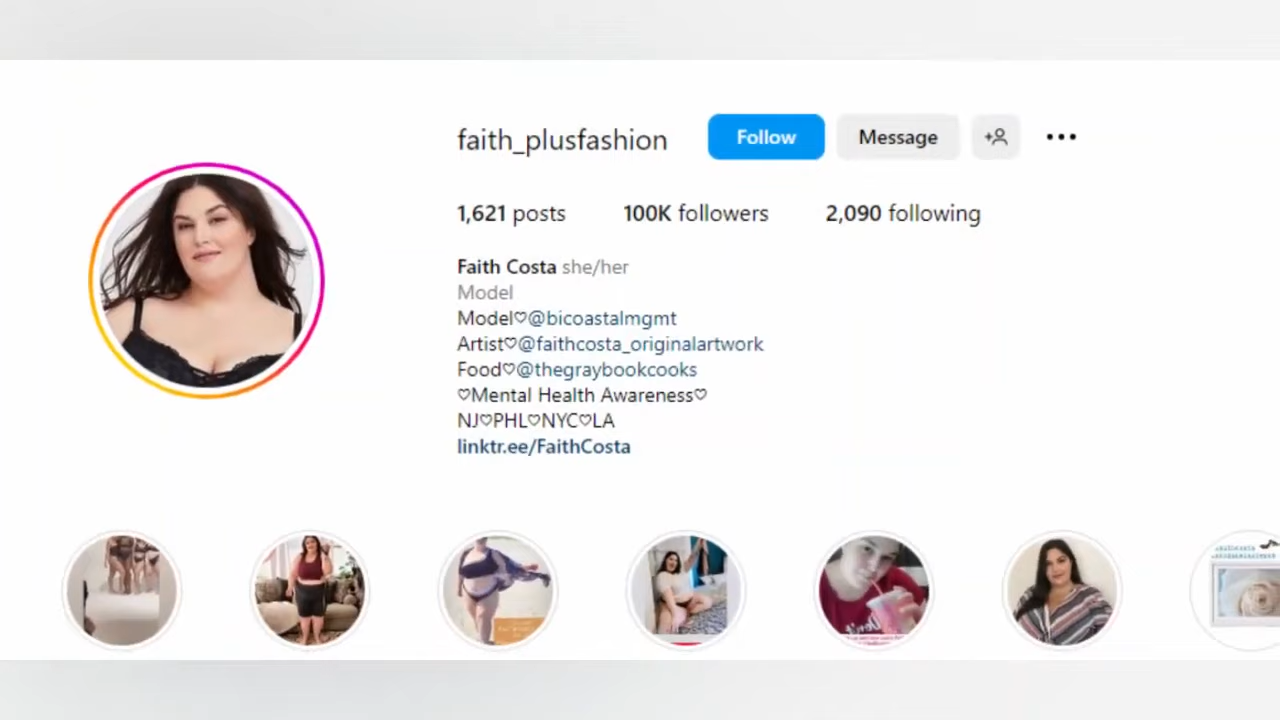 faith_plusfashion Follow Message
1,621 posts 100K followers 2,090 following
Faith Costa she/her
Model
Model♡@bicoastalmgmt
Artist♡@faithcosta_originalartwork
Food♡@thegraybookcooks
♡Mental Health Awareness♡
NJ♡PHL♡NYC♡LA
linktr.ee/FaithCosta